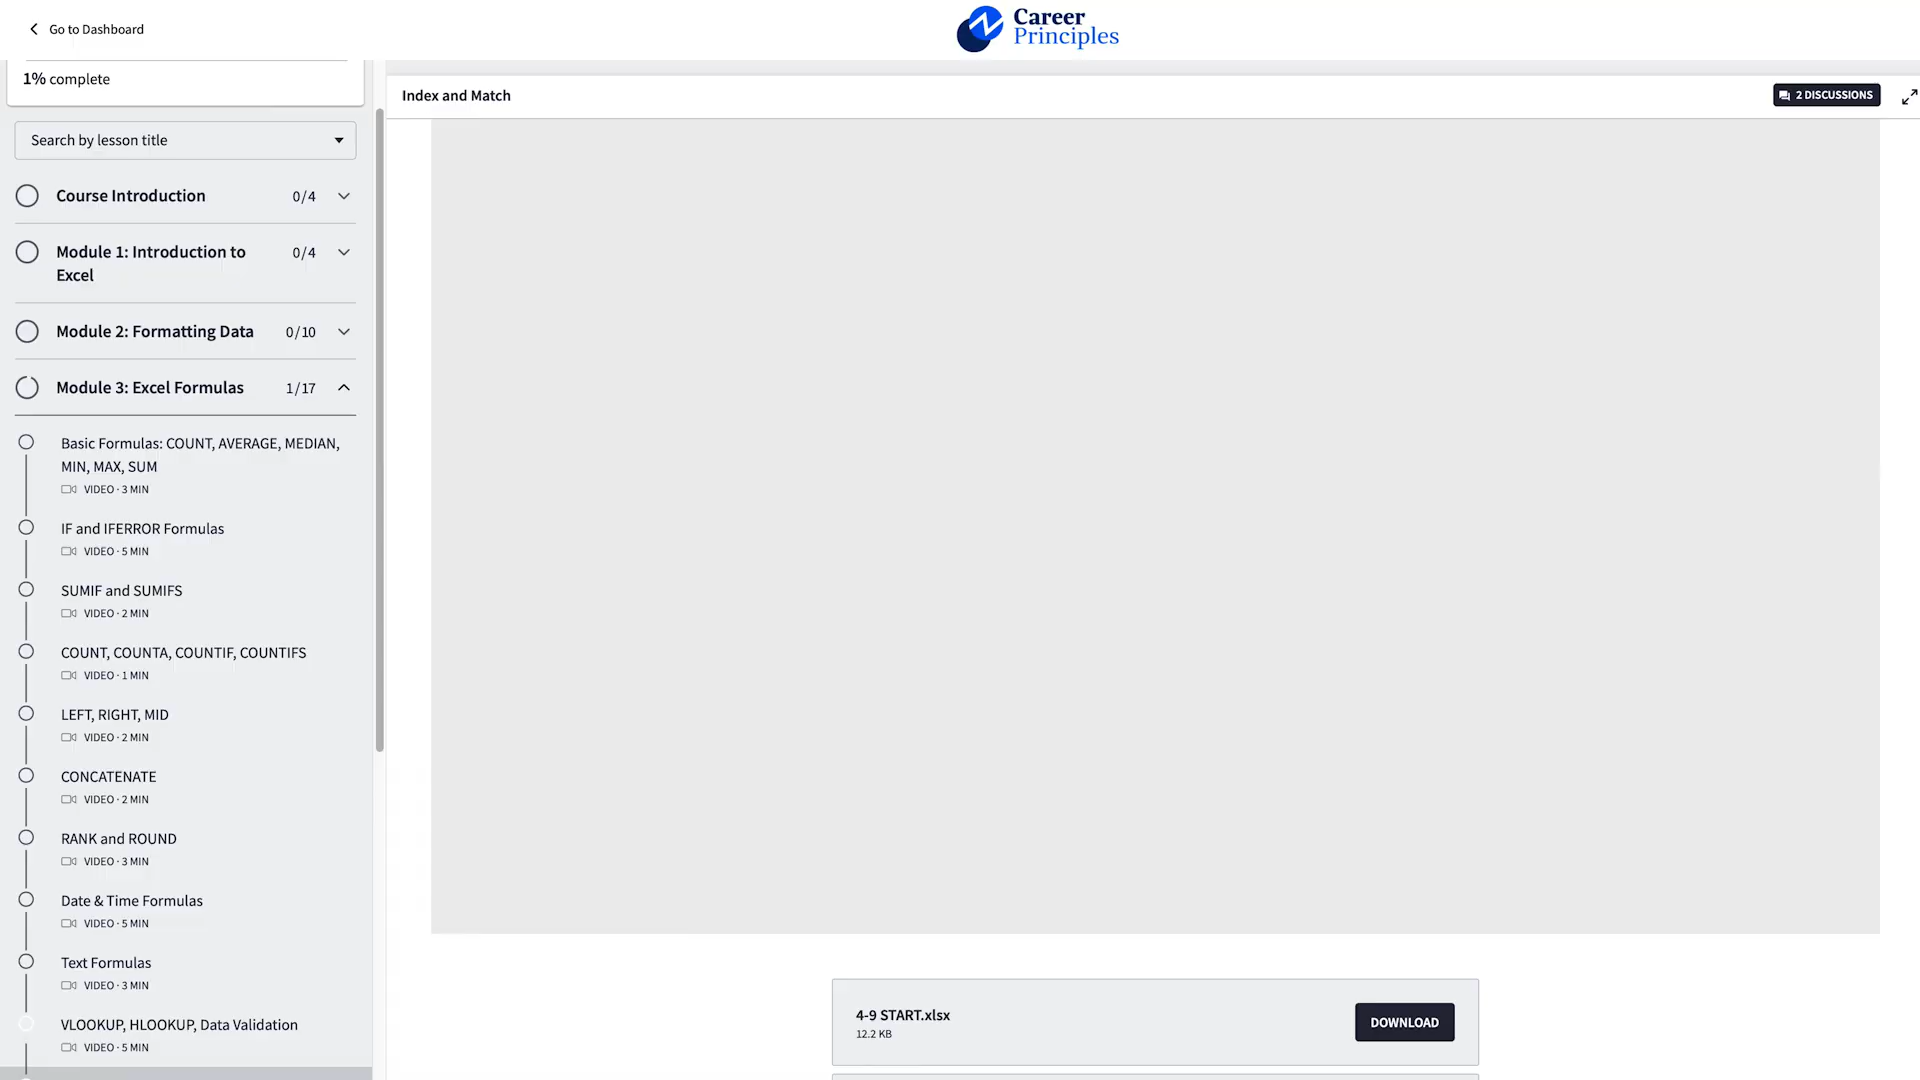 Go to Dashboard
Career
Principles
1% complete
Index and Match
2 DISCUSSIONS
Search by lesson title
Course Introduction 0/4
Module 1: Introduction to 0/4
Excel
Module 2: Formatting Data 0/10
Module 3: Excel Formulas 1/17
Basic Formulas: COUNT, AVERAGE, MEDIAN,
MIN, MAX, SUM
VIDEO · 3 MIN
IF and IFERROR Formulas
VIDEO · 5 MIN
SUMIF and SUMIFS
VIDEO · 2 MIN
COUNT, COUNTA, COUNTIF, COUNTIFS
VIDEO · 1 MIN
LEFT, RIGHT, MID
VIDEO · 2 MIN
CONCATENATE
VIDEO · 2 MIN
RANK and ROUND
VIDEO · 3 MIN
Date & Time Formulas
VIDEO · 5 MIN
Text Formulas
VIDEO · 3 MIN
VLOOKUP, HLOOKUP, Data Validation
VIDEO · 5 MIN
4-9 START.xlsx
12.2 KB
DOWNLOAD